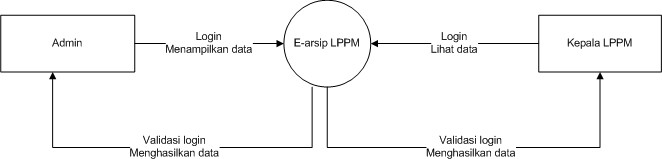 Admin
Login
Menampilkan data
E-arsip LPPM
Login
Lihat data
Kepala LPPM
Validasi login
Menghasilkan data
Validasi login
Menghasilkan data